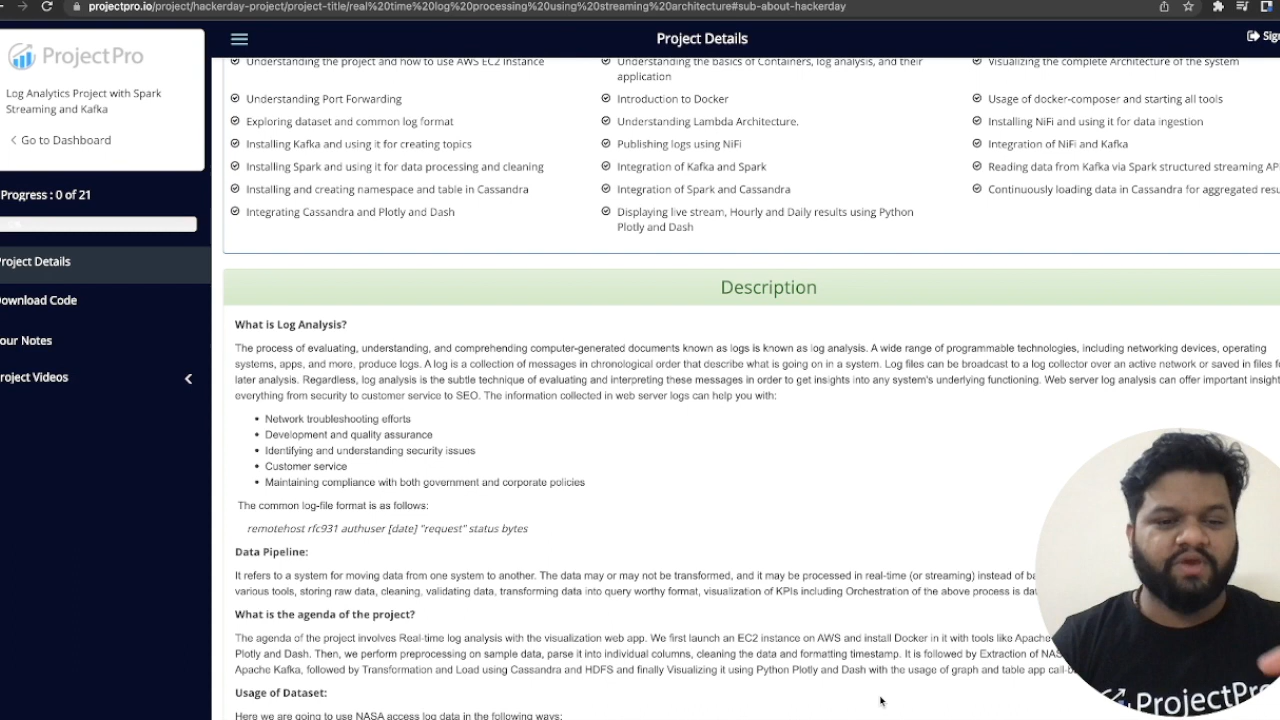 projectpro.io/project/hackerday-project/project-title/real%20time%20log%20processing%20using%20streaming%20architecture#sub-about-hackerday
ProjectPro
Log Analytics Project with Spark
Streaming and Kafka
Go to Dashboard
Progress : 0 of 21
roject Details
ownload Code
our Notes
roject Videos
Project Details
Sig
Understanding the project and how to use AWS EC2 Instance
Understanding the basics of Containers, log analysis, and their
application
Visualizing the complete Architecture of the system
Understanding Port Forwarding
Introduction to Docker
Usage of docker-composer and starting all tools
Exploring dataset and common log format
Understanding Lambda Architecture.
Installing NiFi and using it for data ingestion
Installing Kafka and using it for creating topics
Publishing logs using NiFi
Integration of NiFi and Kafka
Installing Spark and using it for data processing and cleaning
Integration of Kafka and Spark
Reading data from Kafka via Spark structured streaming AP
Installing and creating namespace and table in Cassandra
Integration of Spark and Cassandra
Continuously loading data in Cassandra for aggregated resu
Integrating Cassandra and Plotly and Dash
Displaying live stream, Hourly and Daily results using Python
Plotly and Dash
Description
What is Log Analysis?
The process of evaluating, understanding, and comprehending computer-generated documents known as logs is known as log analysis. A wide range of programmable technologies, including networking devices, operating
systems, apps, and more, produce logs. A log is a collection of messages in chronological order that describe what is going on in a system. Log files can be broadcast to a log collector over an active network or saved in files fo
later analysis. Regardless, log analysis is the subtle technique of evaluating and interpreting these messages in order to get insights into any system's underlying functioning. Web server log analysis can offer important insight
everything from security to customer service to SEO. The information collected in web server logs can help you with:
• Network troubleshooting efforts
• Development and quality assurance
• Identifying and understanding security issues
• Customer service
• Maintaining compliance with both government and corporate policies
The common log-file format is as follows:
remotehost rfc931 authuser [date] "request" status bytes
Data Pipeline:
It refers to a system for moving data from one system to another. The data may or may not be transformed, and it may be processed in real-time (or streaming) instead of ba
various tools, storing raw data, cleaning, validating data, transforming data into query worthy format, visualization of KPIs including Orchestration of the above process is da
What is the agenda of the project?
The agenda of the project involves Real-time log analysis with the visualization web app. We first launch an EC2 instance on AWS and install Docker in it with tools like Apache
Plotly and Dash. Then, we perform preprocessing on sample data, parse it into individual columns, cleaning the data and formatting timestamp. It is followed by Extraction of NAS
Apache Kafka, followed by Transformation and Load using Cassandra and HDFS and finally Visualizing it using Python Plotly and Dash with the usage of graph and table app call-b
Usage of Dataset:
Here we are going to use NASA access log data in the following ways:
ProjectPro